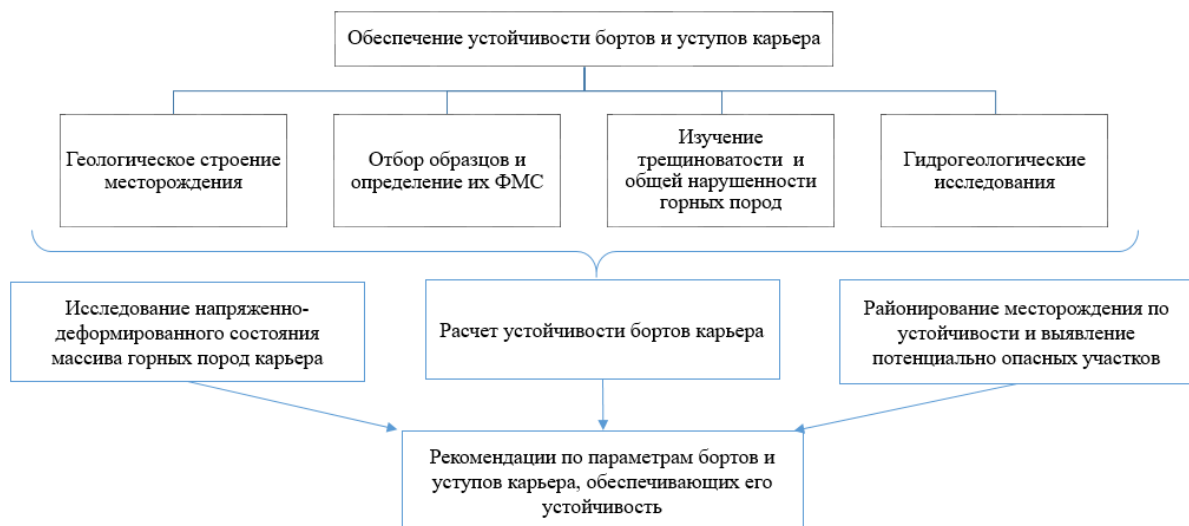 Обеспечение устойчивости бортов и уступов карьера
Геологическое строение
месторождения
Отбор образцов и
определение их ФМС
Изучение
трещиноватости и
общей нарушенности
горных пород
Гидрогеологические
исследования
Исследование напряженно-
деформированного состояния
массива горных пород карьера
Расчет устойчивости бортов карьера
Районирование месторождения по
устойчивости и выявление
потенциально опасных участков
Рекомендации по параметрам бортов и
уступов карьера, обеспечивающих его
устойчивость